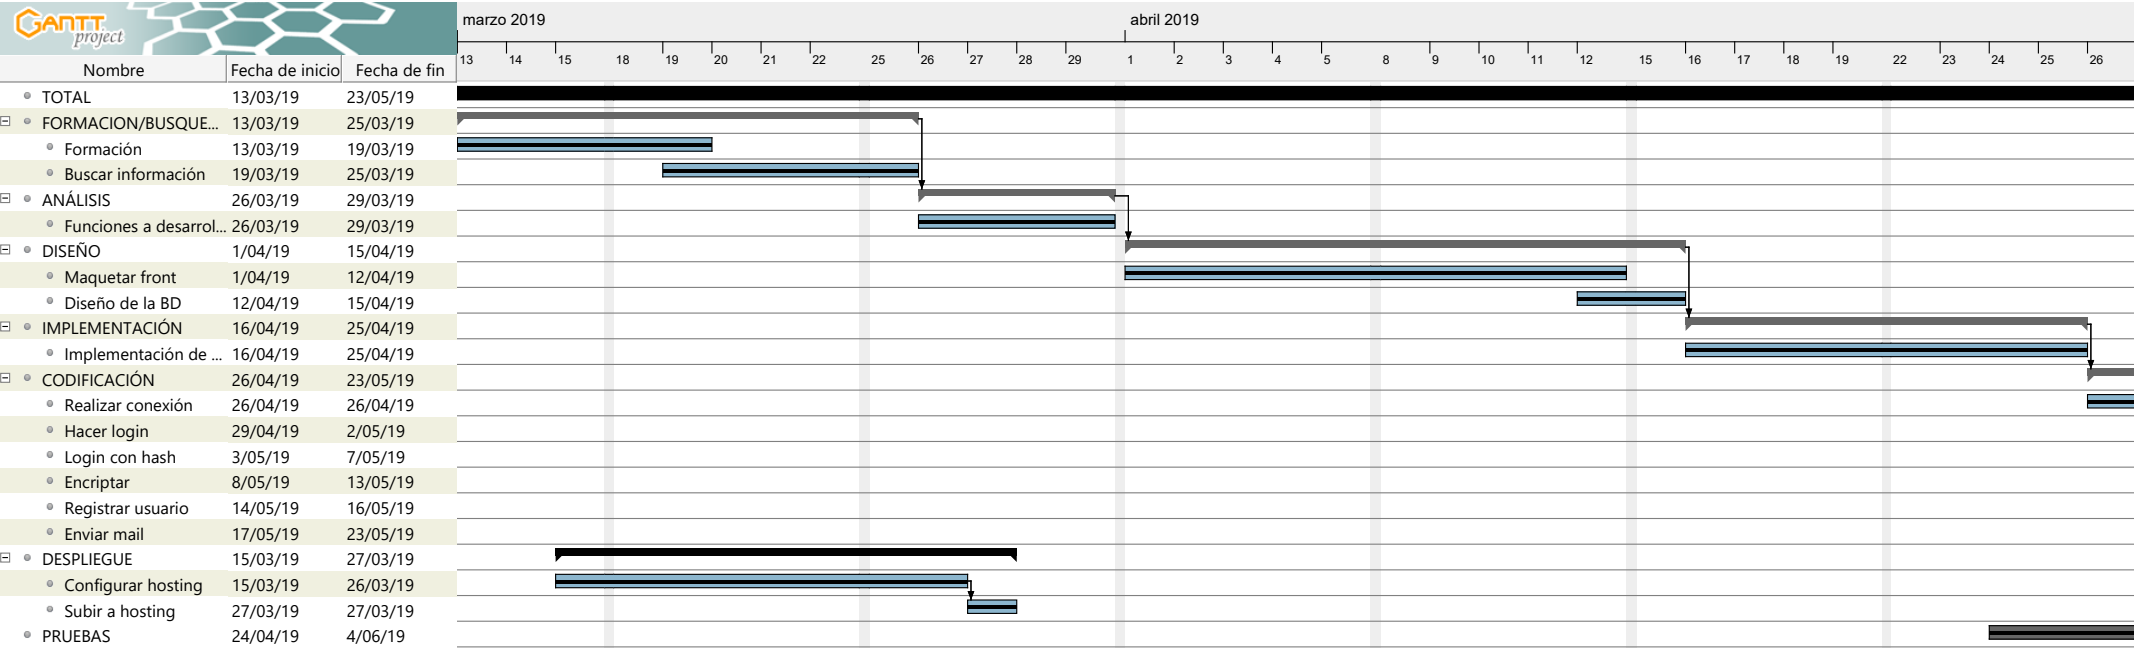 GANTT project
marzo 2019 abril 2019
13 14 15 18 19 20 21 22 25 26 27 28 29 1 2 3 4 5 8 9 10 11 12 15 16 17 18 19 22 23 24 25 26
Nombre Fecha de inicio Fecha de fin
TOTAL 13/03/19 23/05/19
FORMACION/BUSQUE... 13/03/19 25/03/19
Formación 13/03/19 19/03/19
Buscar información 19/03/19 25/03/19
ANÁLISIS 26/03/19 29/03/19
Funciones a desarrol... 26/03/19 29/03/19
DISEÑO 1/04/19 15/04/19
Maquetar front 1/04/19 12/04/19
Diseño de la BD 12/04/19 15/04/19
IMPLEMENTACIÓN 16/04/19 25/04/19
Implementación de ... 16/04/19 25/04/19
CODIFICACIÓN 26/04/19 23/05/19
Realizar conexión 26/04/19 26/04/19
Hacer login 29/04/19 2/05/19
Login con hash 3/05/19 7/05/19
Encriptar 8/05/19 13/05/19
Registrar usuario 14/05/19 16/05/19
Enviar mail 17/05/19 23/05/19
DESPLIEGUE 15/03/19 27/03/19
Configurar hosting 15/03/19 26/03/19
Subir a hosting 27/03/19 27/03/19
PRUEBAS 24/04/19 4/06/19